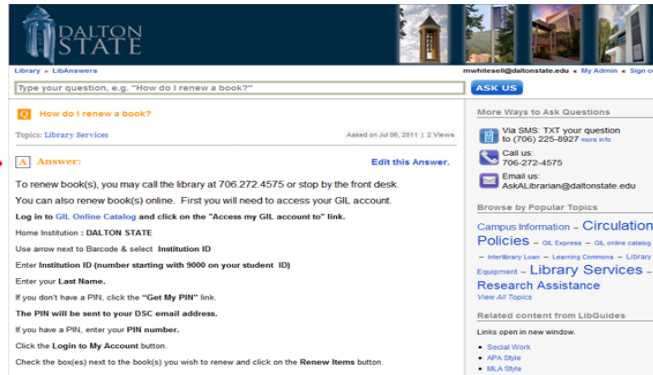 DALTON
STATE
Library » LibAnswers
mwhitesell@daltonstate.edu « My Admin « Sign o
Type your question, e.g. "How do I renew a book?"
ASK US
Q How do I renew a book?
Topics: Library Services
Asked on Jul 06, 2011 | 2 Views
A Answer:
Edit this Answer.
To renew book(s), you may call the library at 706.272.4575 or stop by the front desk.
You can also renew book(s) online. First you will need to access your GIL account.
Log in to GIL Online Catalog and click on the "Access my GIL account to" link.
Home Institution : DALTON STATE
Use arrow next to Barcode & select Institution ID
Enter Institution ID (number starting with 9000 on your student ID)
Enter your Last Name.
If you don't have a PIN, click the "Get My PIN" link.
The PIN will be sent to your DSC email address.
If you have a PIN, enter your PIN number.
Click the Login to My Account button.
Check the box(es) next to the book(s) you wish to renew and click on the Renew Items button.
More Ways to Ask Questions
Via SMS: TXT your question
to (706) 225-8927 more info
Call us:
706-272-4575
Email us:
AskALibrarian@daltonstate.edu
Browse by Popular Topics
Campus Information – Circulation
Policies – GIL Express – GIL online catalog
– Interlibrary Loan – Learning Commons – Library
Equipment – Library Services –
Research Assistance
View All Topics
Related content from LibGuides
Links open in new window.
• Social Work
• APA Style
• MLA Style